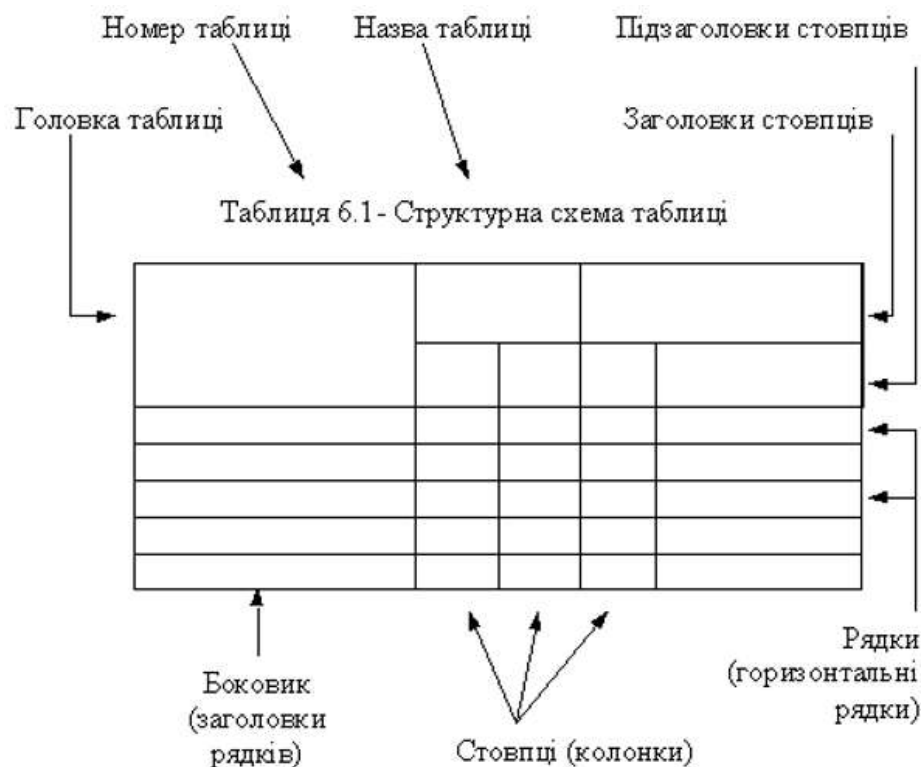 Номер таблиці
Назва таблиці
Підзаголовки стовпців
Головка таблиці
Заголовки стовпців
Таблиця 6.1- Структурна схема таблиці
Рядки
(горизонтальні
рядки)
Боковик
(заголовки
рядків)
Стовпці (колонки)